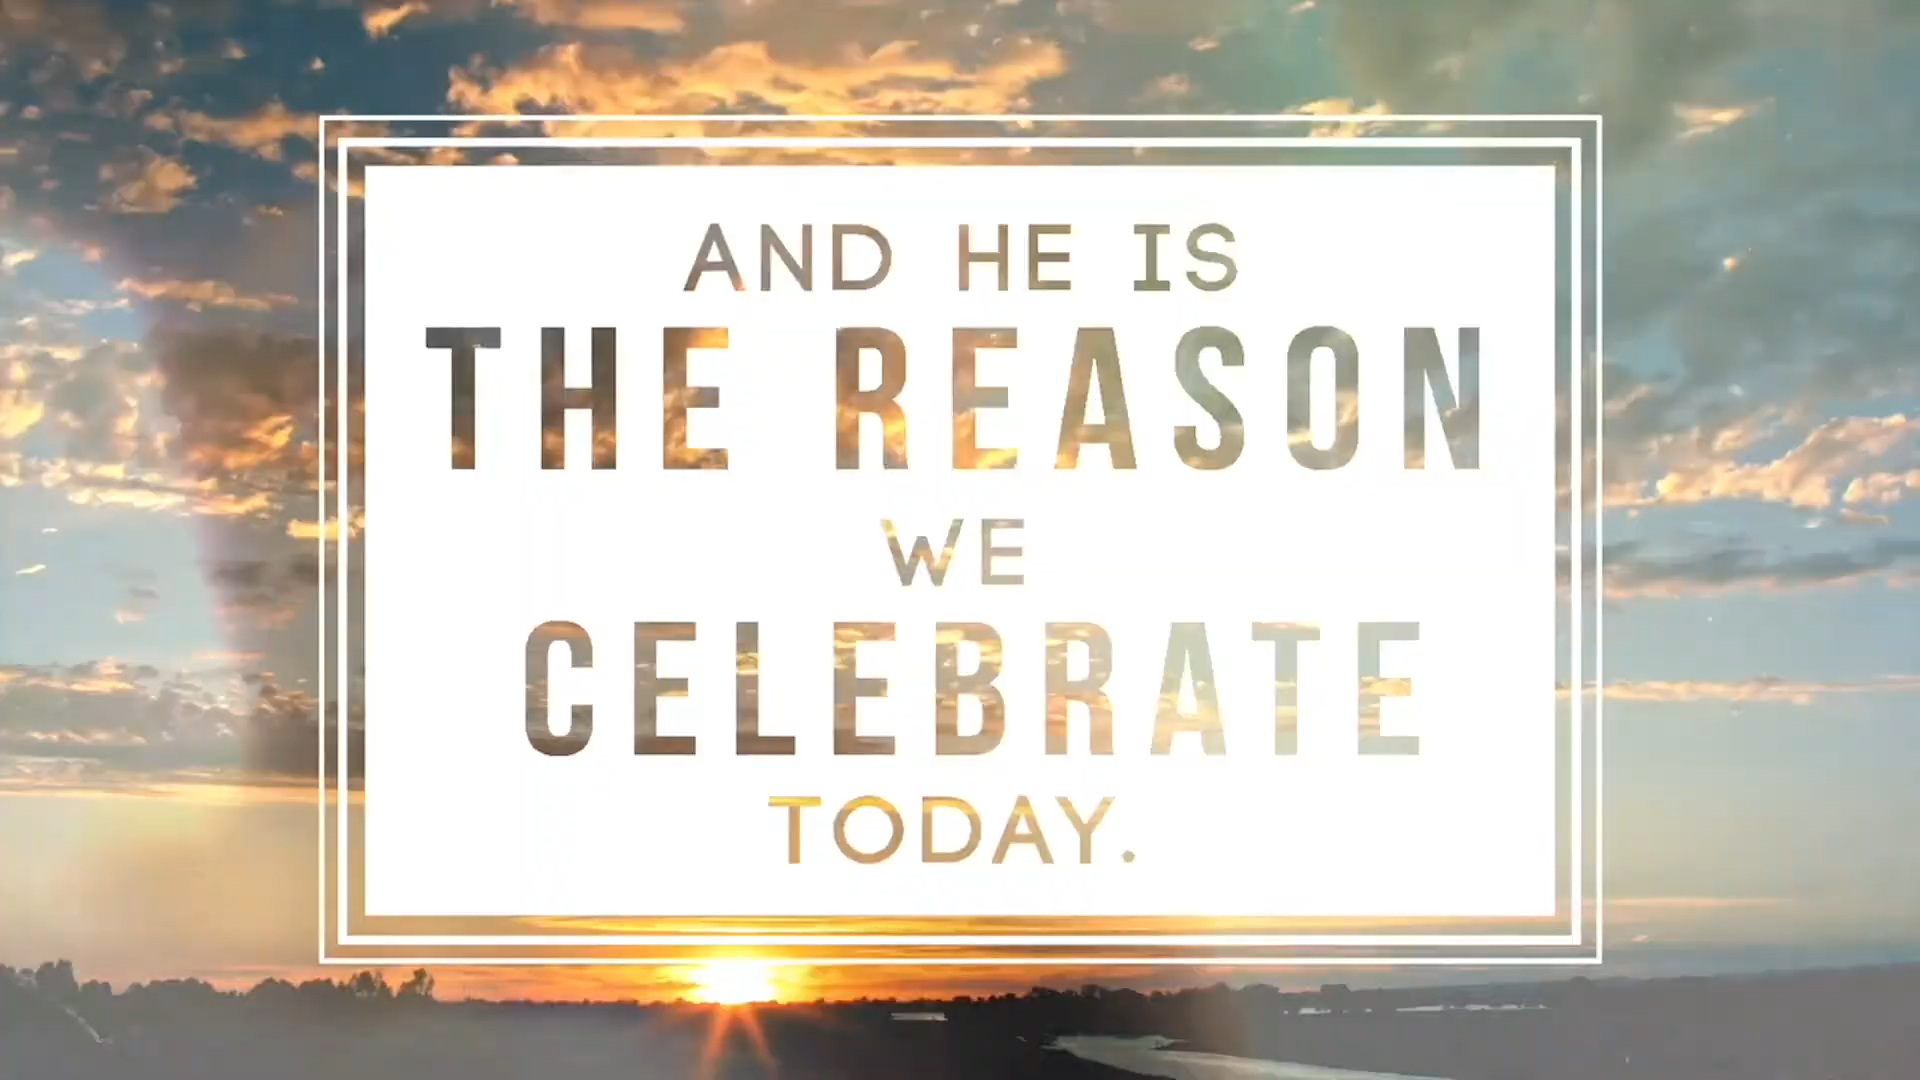 AND HE IS
THE REASON
WE
CELEBRATE
TODAY.